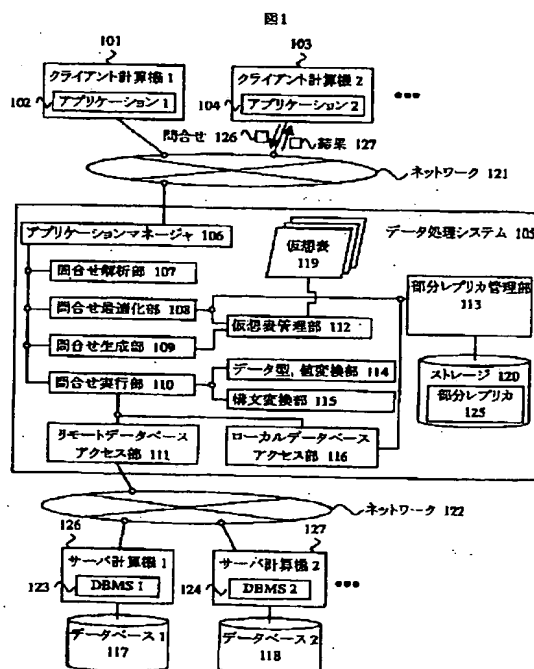 図1
101
103
クライアント計算機 1
クライアント計算機 2
102
アプリケーション 1
104
アプリケーション 2
問合せ 126
結果 127
ネットワーク 121
アプリケーションマネージャ 106
データ処理システム 105
仮想表
119
問合せ解析部 107
問合せ最適化部 108
問合せ生成部 109
問合せ実行部 110
仮想表管理部 112
部分レプリカ管理部
113
データ型, 値変換部 114
構文変換部 115
ストレージ 120
部分レプリカ
125
リモートデータベース
アクセス部 111
ローカルデータベース
アクセス部 116
ネットワーク 122
126
127
サーバ計算機 1
サーバ計算機 2
123
DBMS 1
124
DBMS 2
データベース 1
117
データベース 2
118